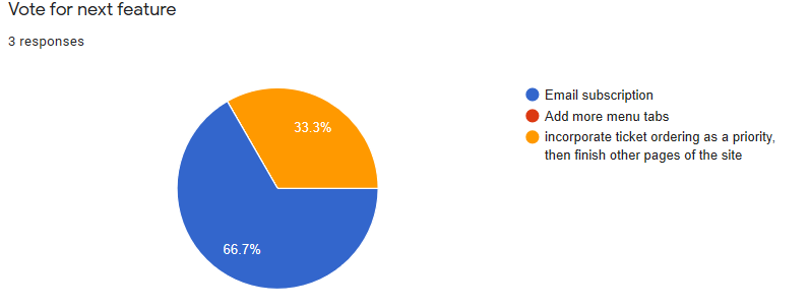 Vote for next feature
3 responses
33.3%
66.7%
Email subscription
Add more menu tabs
incorporate ticket ordering as a priority,
then finish other pages of the site